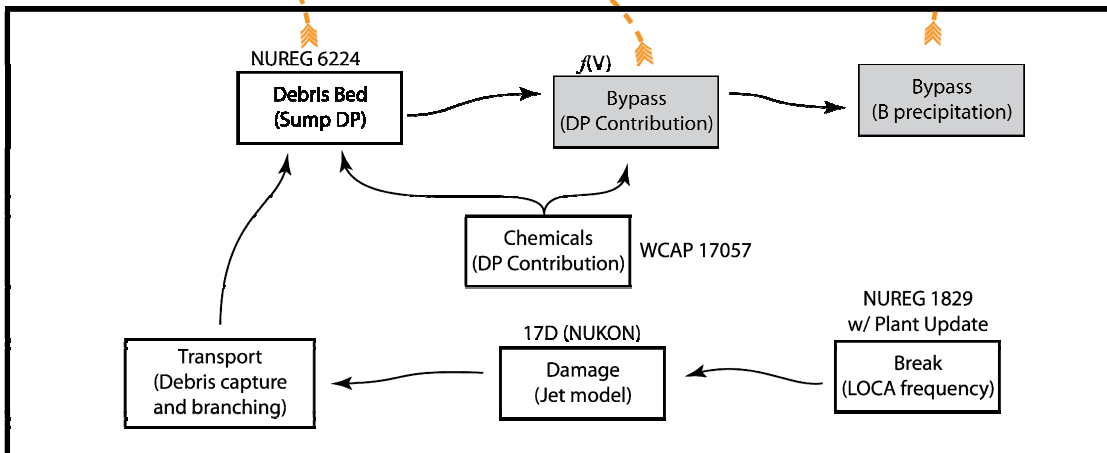 NUREG 6224
Debris Bed
(Sump DP)
f(V)
Bypass
(DP Contribution)
Bypass
(B precipitation)
Chemicals
(DP Contribution)
WCAP 17057
NUREG 1829
w/ Plant Update
17D (NUKON)
Transport
(Debris capture
and branching)
Damage
(Jet model)
Break
(LOCA frequency)